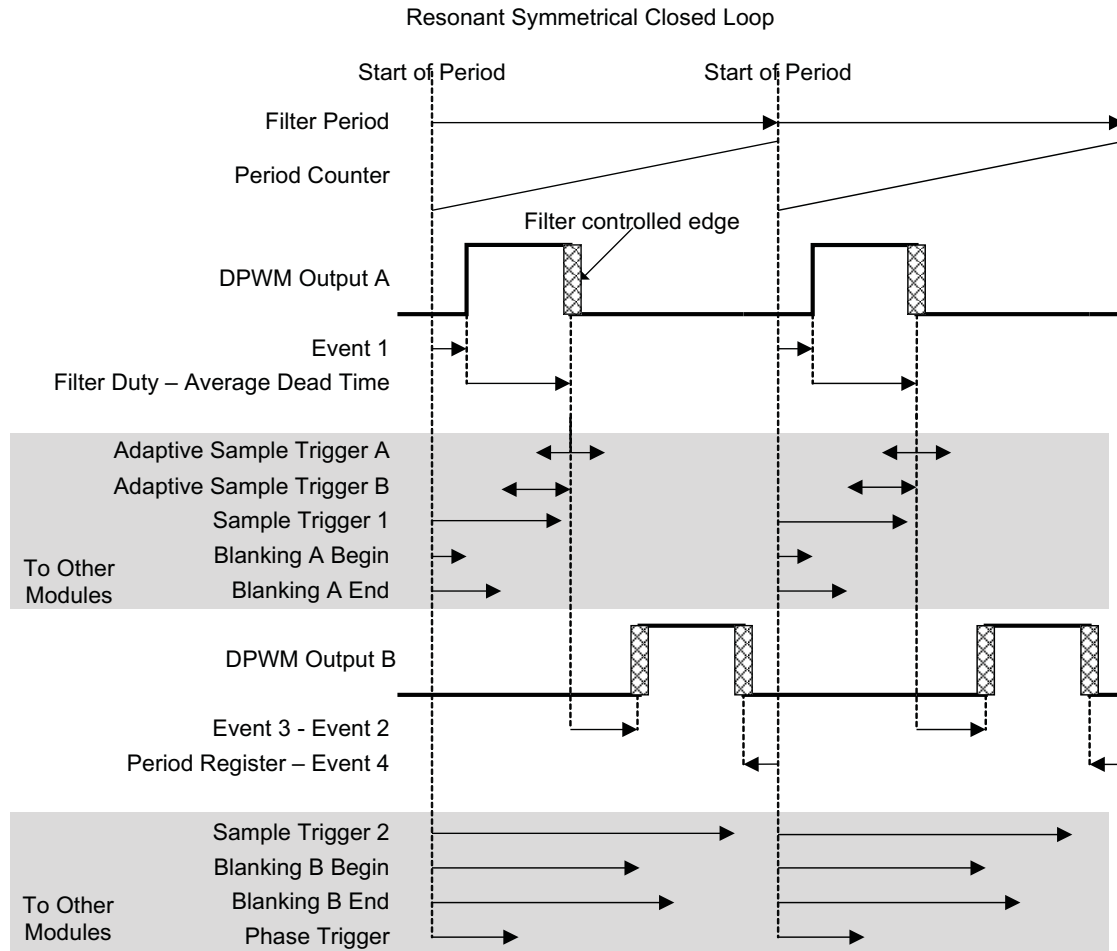 Resonant Symmetrical Closed Loop
Start of Period
Start of Period
Filter Period
Period Counter
Filter controlled edge
DPWM Output A
Event 1
Filter Duty – Average Dead Time
Adaptive Sample Trigger A
Adaptive Sample Trigger B
Sample Trigger 1
Blanking A Begin
Blanking A End
To Other
Modules
DPWM Output B
Event 3 - Event 2
Period Register – Event 4
Sample Trigger 2
Blanking B Begin
Blanking B End
Phase Trigger
To Other
Modules